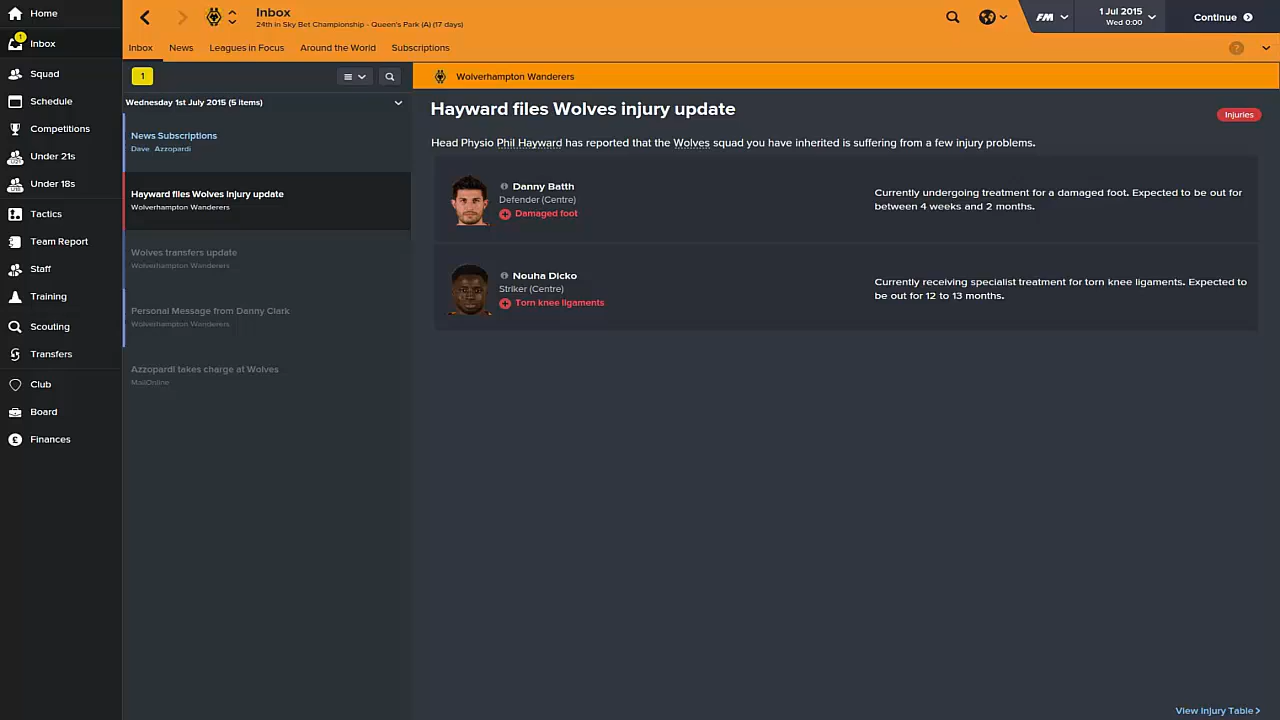 Home
1
Inbox
Squad
Schedule
Competitions
Under 21s
Under 18s
Tactics
Team Report
Staff
Training
Scouting
Transfers
Club
Board
Finances
Inbox
24th in Sky Bet Championship - Queen's Park (A) (17 days)
FM
1 Jul 2015
Wed 0:00
Continue
Inbox News Leagues in Focus Around the World Subscriptions
?
1
Wednesday 1st July 2015 (5 items)
News Subscriptions
Dave Azzopardi
Hayward files Wolves injury update
Wolverhampton Wanderers
Wolves transfers update
Wolverhampton Wanderers
Personal Message from Danny Clark
Wolverhampton Wanderers
Azzopardi takes charge at Wolves
MailOnline
Wolverhampton Wanderers
Hayward files Wolves injury update
Injuries
Head Physio Phil Hayward has reported that the Wolves squad you have inherited is suffering from a few injury problems.
Danny Batth
Defender (Centre)
Damaged foot
Currently undergoing treatment for a damaged foot. Expected to be out for
between 4 weeks and 2 months.
Nouha Dicko
Striker (Centre)
Torn knee ligaments
Currently receiving specialist treatment for torn knee ligaments. Expected to
be out for 12 to 13 months.
View Injury Table >